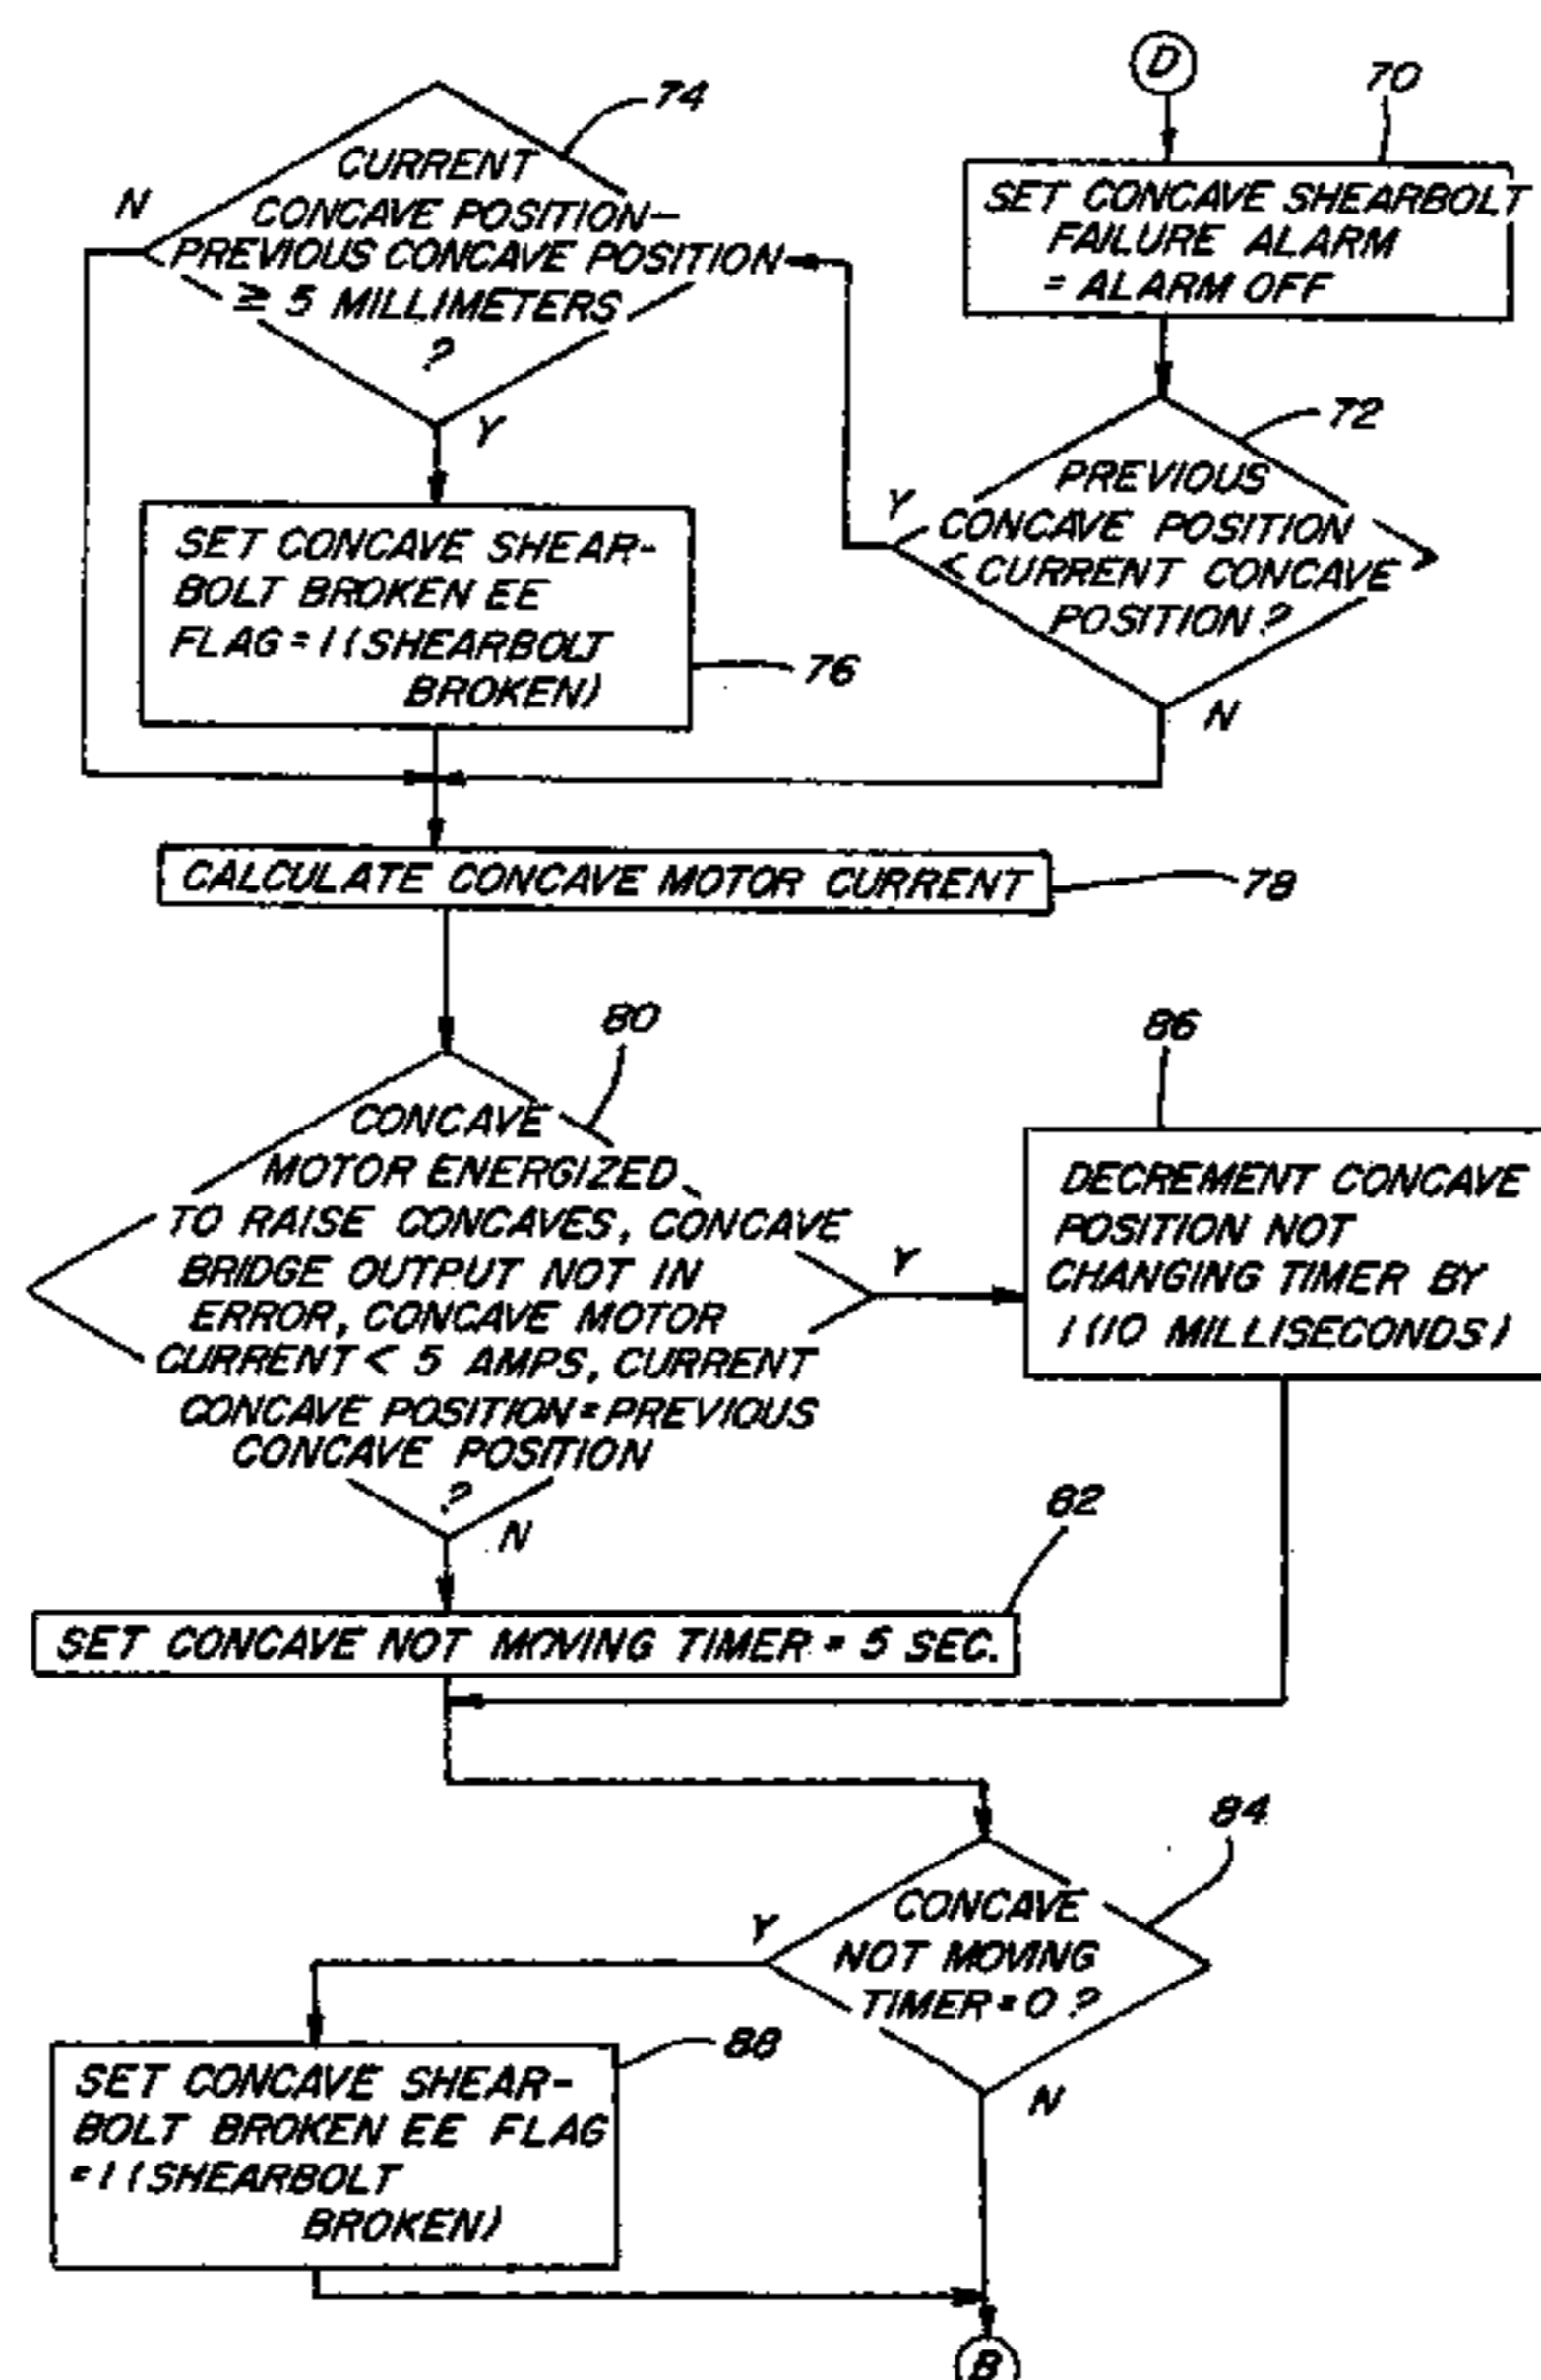 D
70
SET CONCAVE SHEARBOLT
FAILURE ALARM
= ALARM OFF
72
PREVIOUS
CONCAVE POSITION
< CURRENT CONCAVE
POSITION?
Y
N
74
CURRENT
CONCAVE POSITION-
PREVIOUS CONCAVE POSITION
≥ 5 MILLIMETERS
?
N
Y
SET CONCAVE SHEAR-
BOLT BROKEN EE
FLAG = 1 (SHEARBOLT
BROKEN)
76
CALCULATE CONCAVE MOTOR CURRENT
78
80
CONCAVE
MOTOR ENERGIZED
TO RAISE CONCAVES, CONCAVE
BRIDGE OUTPUT NOT IN
ERROR, CONCAVE MOTOR
CURRENT < 5 AMPS, CURRENT
CONCAVE POSITION = PREVIOUS
CONCAVE POSITION
?
Y
N
86
DECREMENT CONCAVE
POSITION NOT
CHANGING TIMER BY
1 (10 MILLISECONDS)
82
SET CONCAVE NOT MOVING TIMER = 5 SEC.
84
CONCAVE
NOT MOVING
TIMER = 0 ?
Y
N
88
SET CONCAVE SHEAR-
BOLT BROKEN EE FLAG
= 1 (SHEARBOLT
BROKEN)
B